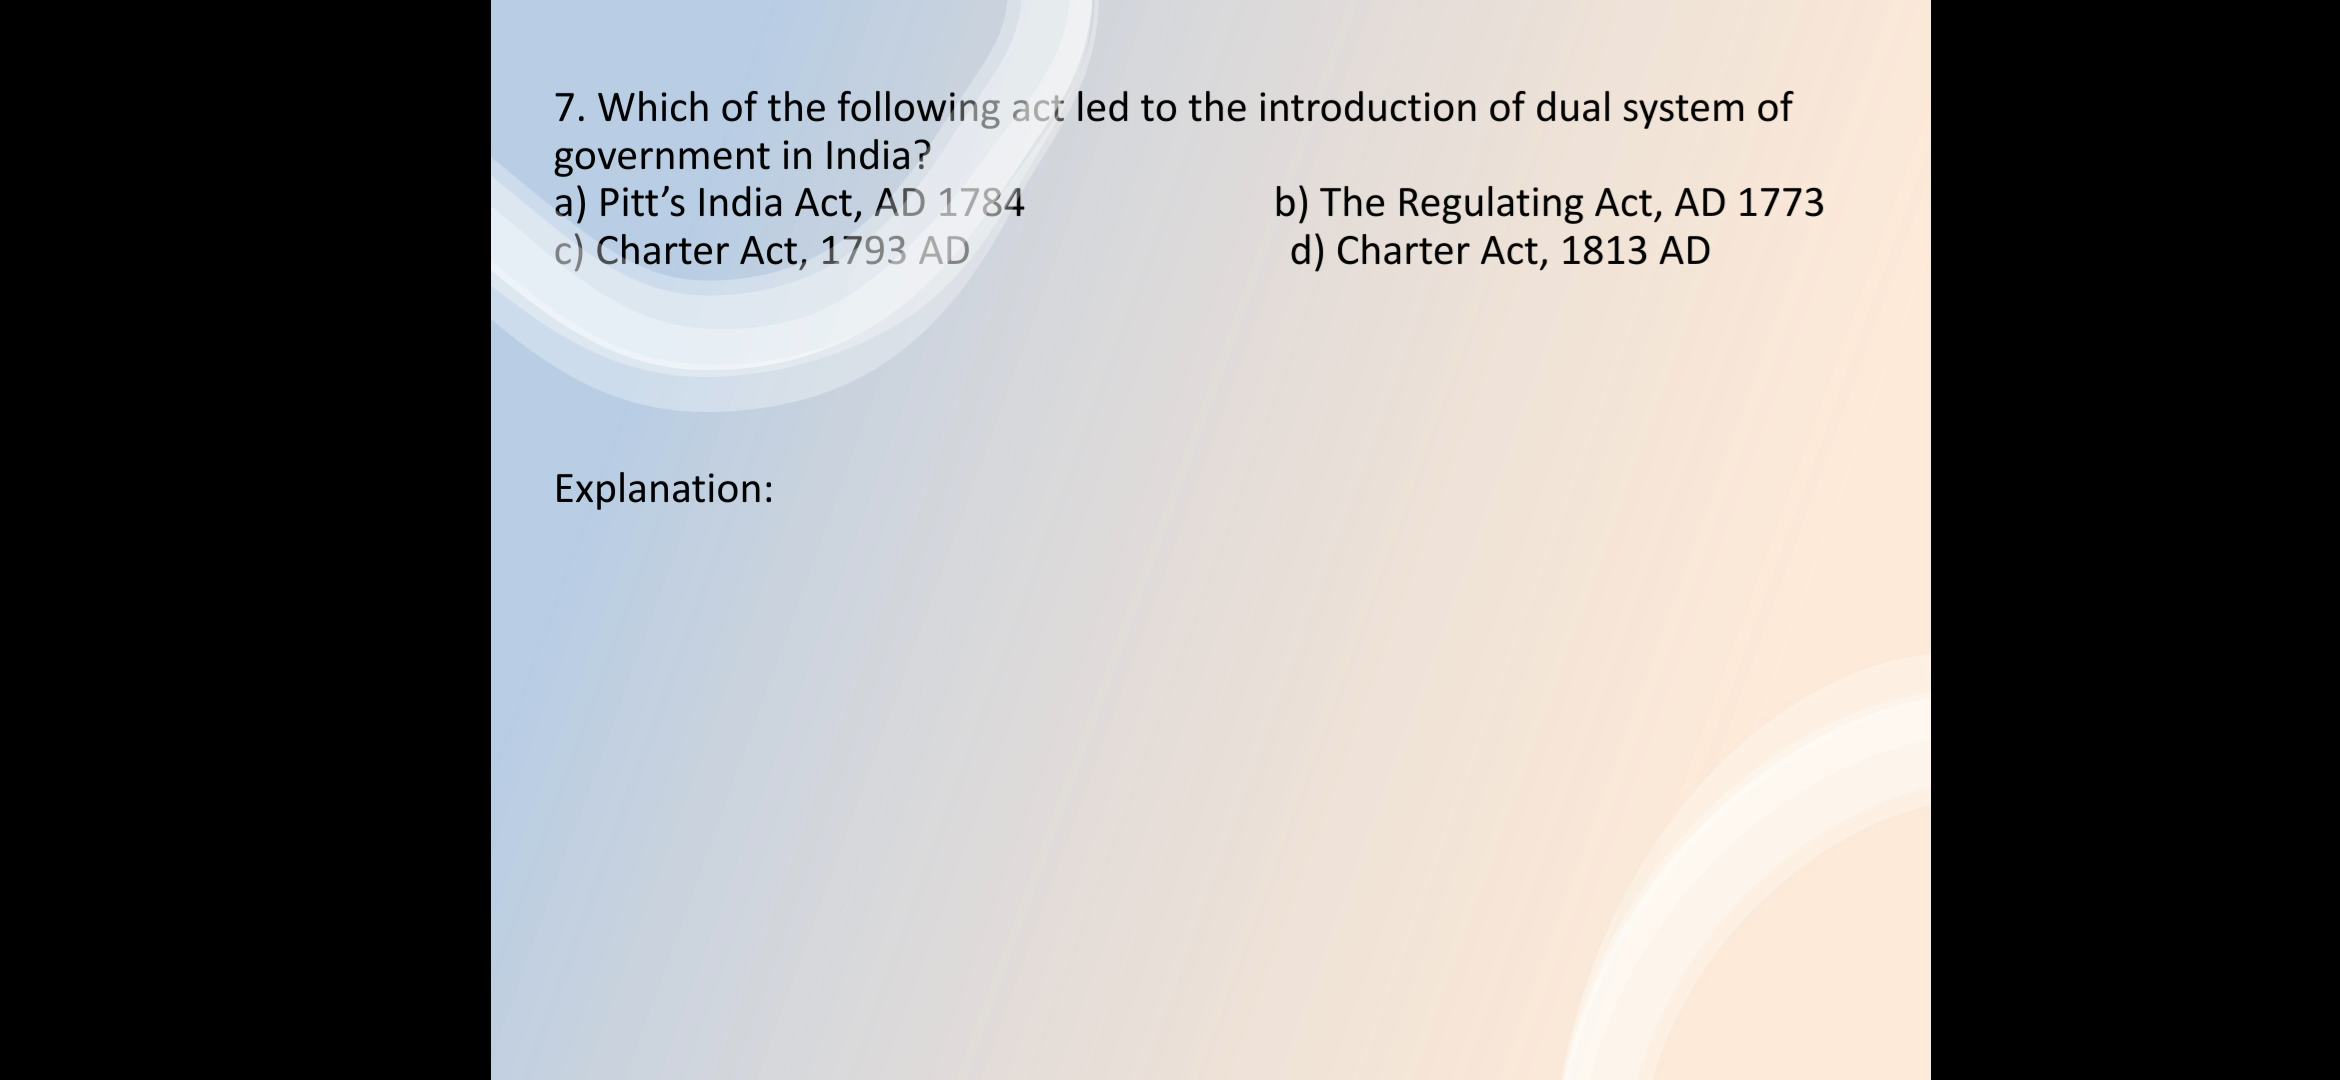 7. Which of the following act led to the introduction of dual system of
government in India?
a) Pitt’s India Act, AD 1784 b) The Regulating Act, AD 1773
c) Charter Act, 1793 AD d) Charter Act, 1813 AD
Explanation: